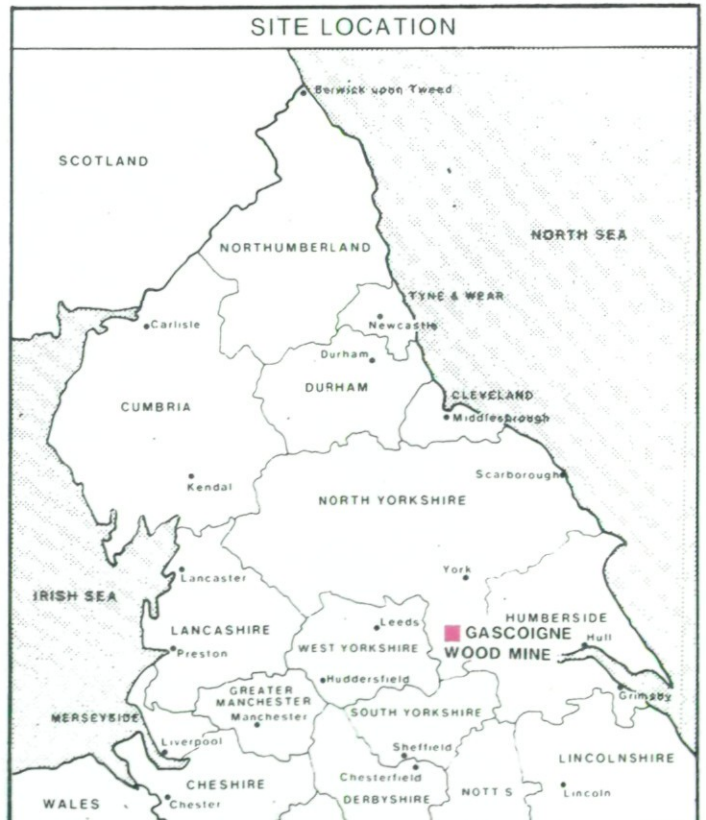 SITE LOCATION
Berwick upon Tweed
SCOTLAND
NORTH SEA
NORTHUMBERLAND
TYNE & WEAR
Carlisle
Newcastle
Durham
DURHAM
CLEVELAND
CUMBRIA
Middlesbrough
Scarborough
Kendal
NORTH YORKSHIRE
York
Lancaster
IRISH SEA
HUMBERSIDE
Leeds
LANCASHIRE
GASCOIGNE
WOOD MINE
Hull
WEST YORKSHIRE
Preston
Huddersfield
GREATER
MANCHESTER
Grimsby
SOUTH YORKSHIRE
MERSEYSIDE
Manchester
Liverpool
Sheffield
LINCOLNSHIRE
Chesterfield
CHESHIRE
NOTTS
Lincoln
DERBYSHIRE
WALES
Chester